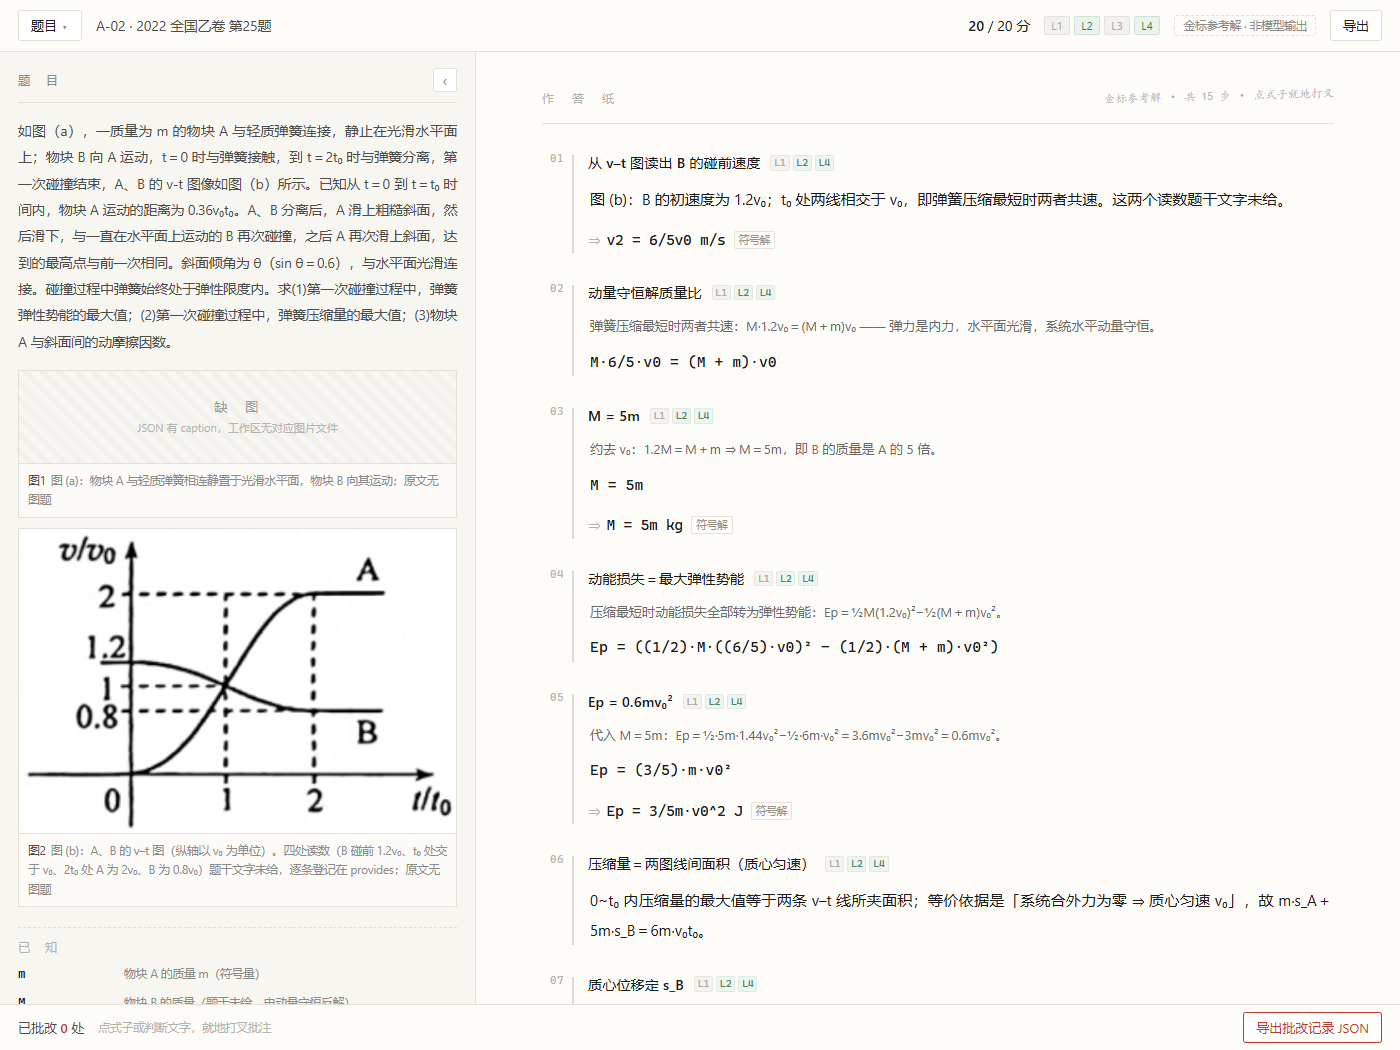 题目
A-02 · 2022 全国乙卷 第25题
20 / 20 分
L1 L2 L3 L4
金标参考解 · 非模型输出
导出
题 目
如图（a），一质量为 m 的物块 A 与轻质弹簧连接，静止在光滑水平面
上；物块 B 向 A 运动，t = 0 时与弹簧接触，到 t = 2t₀ 时与弹簧分离，第
一次碰撞结束，A、B 的 v-t 图像如图（b）所示。已知从 t = 0 到 t = t₀ 时
间内，物块 A 运动的距离为 0.36v₀t₀。A、B 分离后，A 滑上粗糙斜面，然
后滑下，与一直在水平面上运动的 B 再次碰撞，之后 A 再次滑上斜面，达
到的最高点与前一次相同。斜面倾角为 θ（sin θ = 0.6），与水平面光滑连
接。碰撞过程中弹簧始终处于弹性限度内。求(1)第一次碰撞过程中，弹簧
弹性势能的最大值；(2)第一次碰撞过程中，弹簧压缩量的最大值；(3)物块
A 与斜面间的动摩擦因数。
缺 图
JSON 有 caption，工作区无对应图片文件
图1 图 (a)：物块 A 与轻质弹簧相连静置于光滑水平面，物块 B 向其运动；原文无
图题
v/v₀
A
2
1.2
1
0.8
B
0 1 2 t/t₀
图2 图 (b)：A、B 的 v–t 图（纵轴以 v₀ 为单位）。四处读数（B 碰前 1.2v₀、t₀ 处交
于 v₀、2t₀ 处 A 为 2v₀、B 为 0.8v₀）题干文字未给，逐条登记在 provides；原文无
图题
已 知
m 物块 A 的质量 m（符号量）
M 物块 B 的质量（题干未给，由动量守恒反解）
作 答 纸
金标参考解 • 共 15 步 • 点式子就地打叉
01 从 v–t 图读出 B 的碰前速度 L1 L2 L4
图 (b)：B 的初速度为 1.2v₀；t₀ 处两线相交于 v₀，即弹簧压缩最短时两者共速。这两个读数题干文字未给。
⇒ v2 = 6/5v0 m/s 符号解
02 动量守恒解质量比 L1 L2 L4
弹簧压缩最短时两者共速：M·1.2v₀ = (M + m)v₀ —— 弹力是内力，水平面光滑，系统水平动量守恒。
M·6/5·v0 = (M + m)·v0
03 M = 5m L1 L2 L4
约去 v₀：1.2M = M + m ⇒ M = 5m，即 B 的质量是 A 的 5 倍。
M = 5m
⇒ M = 5m kg 符号解
04 动能损失 = 最大弹性势能 L1 L2 L4
压缩最短时动能损失全部转为弹性势能：Ep = ½M(1.2v₀)²−½(M + m)v₀²。
Ep = ((1/2)·M·((6/5)·v0)² − (1/2)·(M + m)·v0²)
05 Ep = 0.6mv₀² L1 L2 L4
代入 M = 5m：Ep = ½·5m·1.44v₀²−½·6m·v₀² = 3.6mv₀²−3mv₀² = 0.6mv₀²。
Ep = (3/5)·m·v0²
⇒ Ep = 3/5m·v0^2 J 符号解
06 压缩量 = 两图线间面积（质心匀速） L1 L2 L4
0~t₀ 内压缩量的最大值等于两条 v–t 线所夹面积；等价依据是「系统合外力为零 ⇒ 质心匀速 v₀」，故 m·s_A +
5m·s_B = 6m·v₀t₀。
07 质心位移定 s_B L1 L2 L4
已批改 0 处 点式子或判断文字，就地打叉批注
导出批改记录 JSON